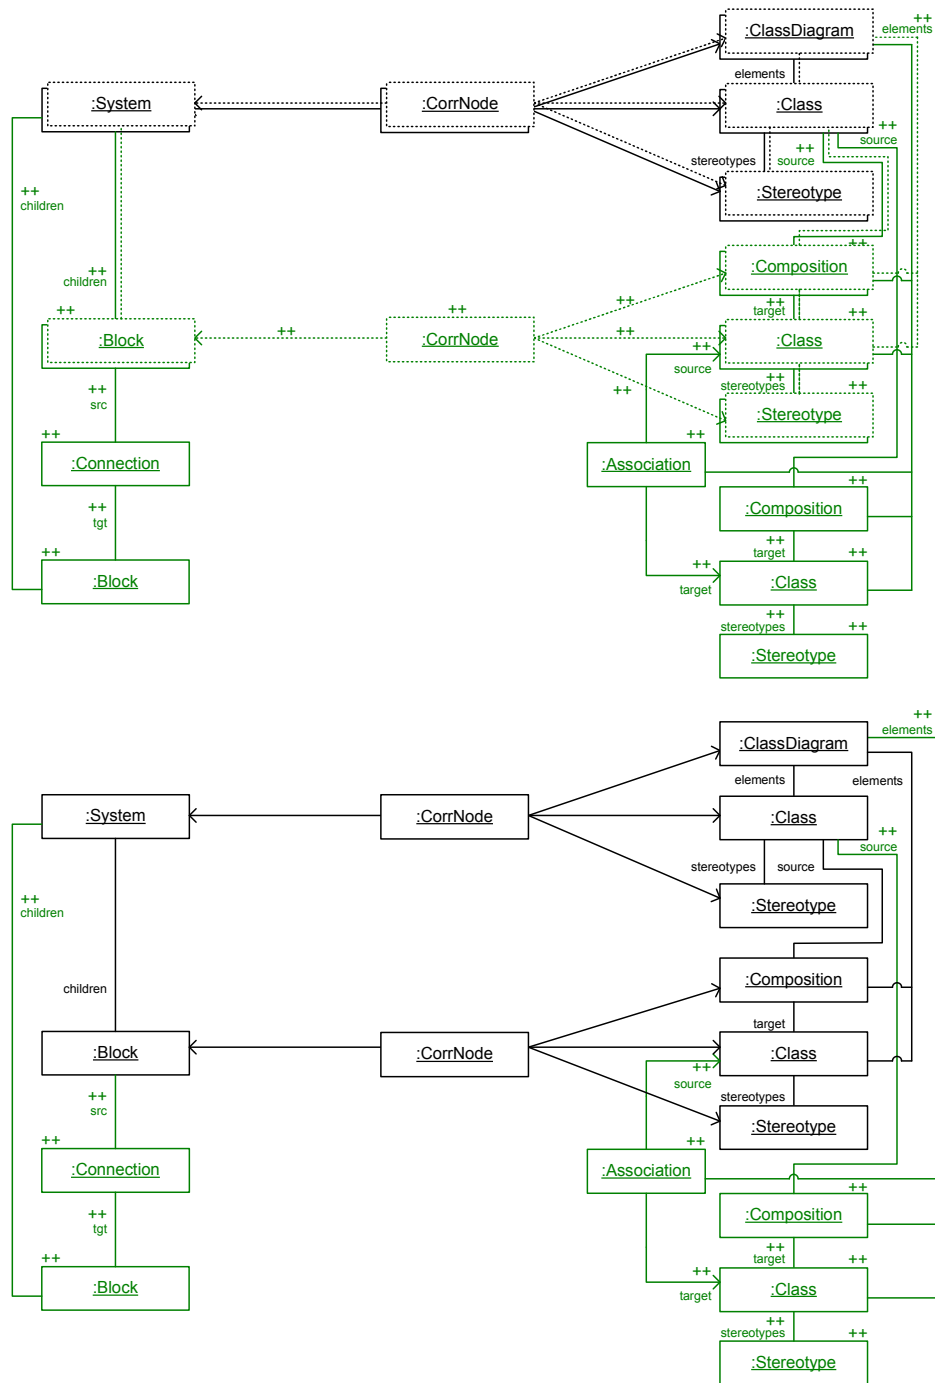 ++
:ClassDiagram
elements
elements
:System
:CorrNode
:Class
++
source
++
source
stereotypes
++
children
:Stereotype
++
:Composition
++
children
++
++
target
++
++
++
++
:Block
++
:CorrNode
++
:Class
++
source
++
stereotypes
++
++
src
++
:Stereotype
++
:Connection
++
:Association
++
:Composition
++
tgt
++
target
++
++
:Block
++
target
:Class
++
stereotypes
++
:Stereotype
++
elements
:ClassDiagram
elements
elements
:System
:CorrNode
:Class
++
source
stereotypes
source
++
children
:Stereotype
:Composition
children
target
:Block
:CorrNode
:Class
++
source
stereotypes
++
src
:Stereotype
++
:Connection
++
:Association
++
:Composition
++
tgt
++
target
++
++
:Block
++
target
:Class
++
stereotypes
++
:Stereotype